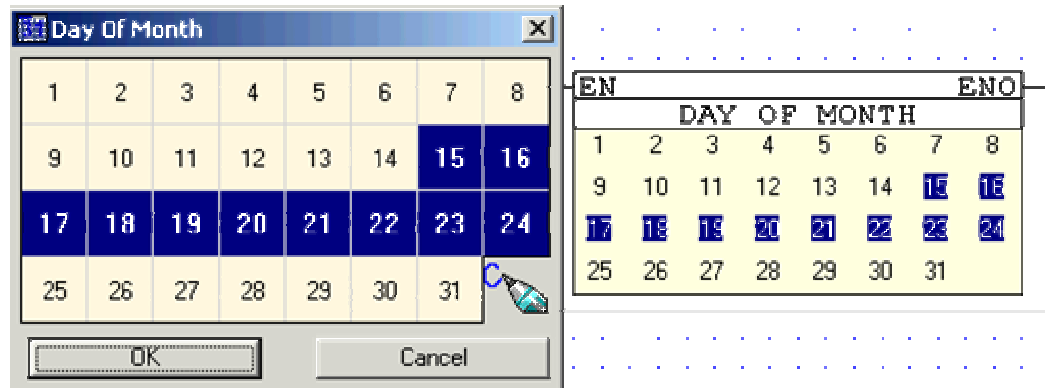 Day Of Month
1 2 3 4 5 6 7 8
9 10 11 12 13 14 15 16
17 18 19 20 21 22 23 24
25 26 27 28 29 30 31
OK Cancel
EN ENO
DAY OF MONTH
1 2 3 4 5 6 7 8
9 10 11 12 13 14 15 16
17 18 19 20 21 22 23 24
25 26 27 28 29 30 31